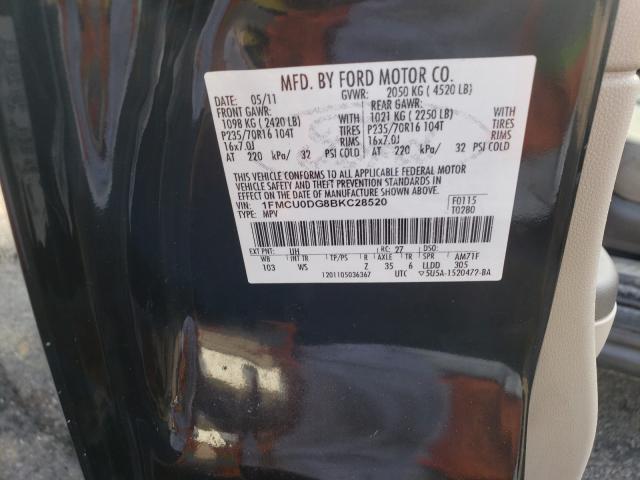 MFD. BY FORD MOTOR CO.
DATE: 05/11 GVWR: 2050 KG ( 4520 LB)
FRONT GAWR: REAR GAWR:
1098 KG ( 2420 LB) WITH 1021 KG ( 2250 LB) WITH
P235/70R16 104T TIRES P235/70R16 104T TIRES
16x7.0J RIMS 16x7.0J RIMS
AT 220 kPa/ 32 PSI COLD AT 220 kPa/ 32 PSI COLD
THIS VEHICLE CONFORMS TO ALL APPLICABLE FEDERAL MOTOR
VEHICLE SAFETY AND THEFT PREVENTION STANDARDS IN
EFFECT ON THE DATE OF MANUFACTURE SHOWN ABOVE.
VIN: 1FMCU0DG8BKC28520 F0115
TYPE: MPV T0280
EXT PNT: UH RC: 27 DSO:
WB INT TR TP/PS R AXLE TR SPR AM71F
103 WS Z 35 6 LLDD 305
1201105036367 UTC 5U5A-1520472-BA